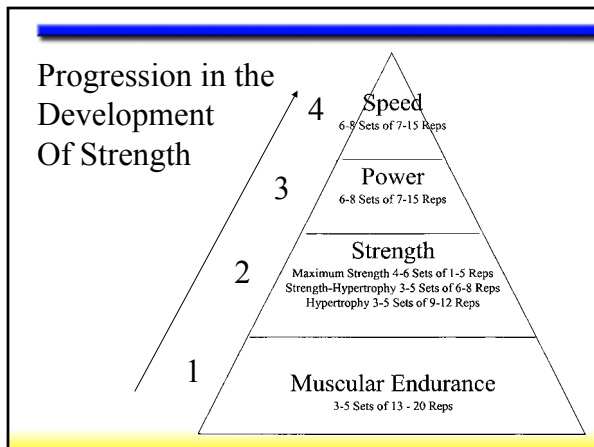 Progression in the
Development
Of Strength
4
Speed
6-8 Sets of 7-15 Reps
3
Power
6-8 Sets of 7-15 Reps
2
Strength
Maximum Strength 4-6 Sets of 1-5 Reps
Strength-Hypertrophy 3-5 Sets of 6-8 Reps
Hypertrophy 3-5 Sets of 9-12 Reps
1
Muscular Endurance
3-5 Sets of 13 - 20 Reps